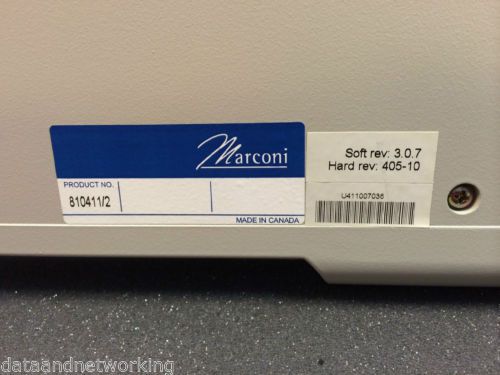 Marconi
PRODUCT NO.
810411/2
MADE IN CANADA
Soft rev: 3.0.7
Hard rev: 405-10
U411007036
dataandnetworking